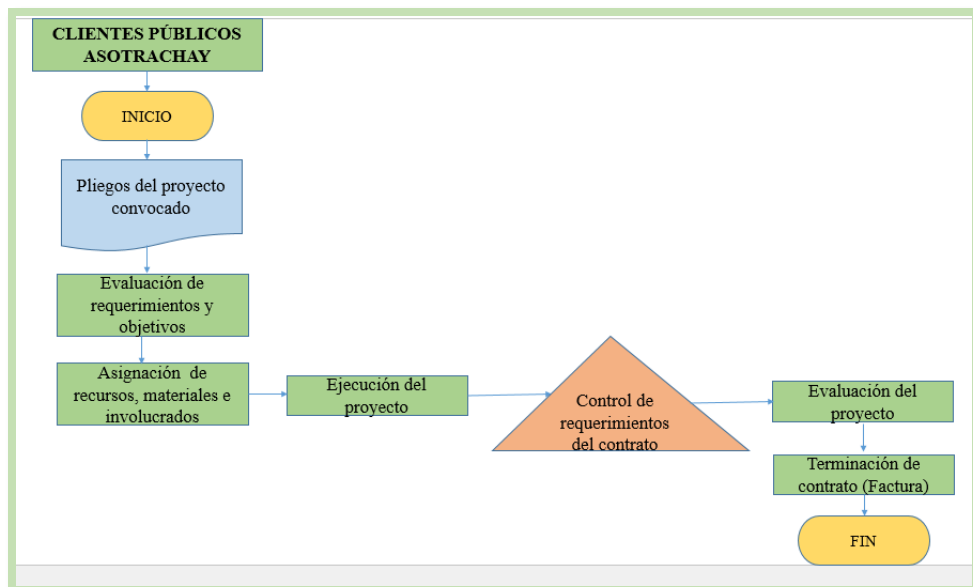 CLIENTES PÚBLICOS
ASOTRACHAY
INICIO
Pliegos del proyecto
convocado
Evaluación de
requerimientos y
objetivos
Asignación de
recursos, materiales e
involucrados
Ejecución del
proyecto
Control de
requerimientos
del contrato
Evaluación del
proyecto
Terminación de
contrato (Factura)
FIN